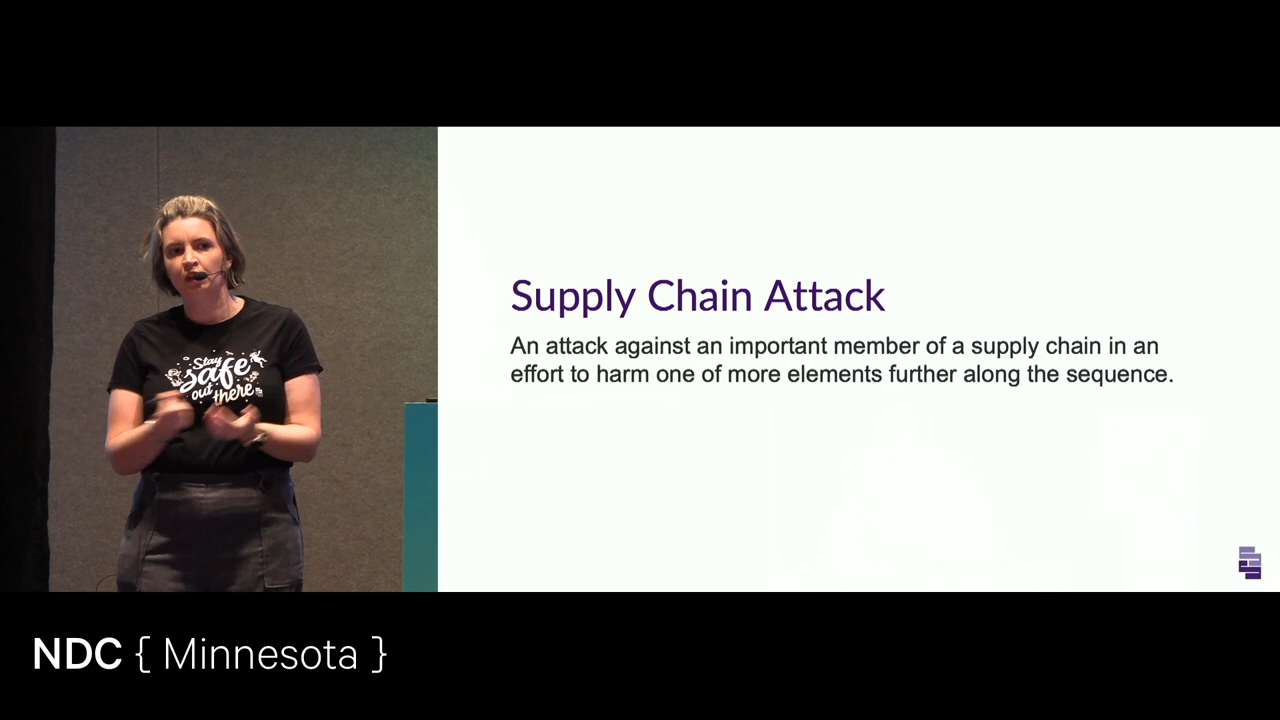 Stay
safe
out
there
Supply Chain Attack
An attack against an important member of a supply chain in an
effort to harm one of more elements further along the sequence.
NDC { Minnesota }